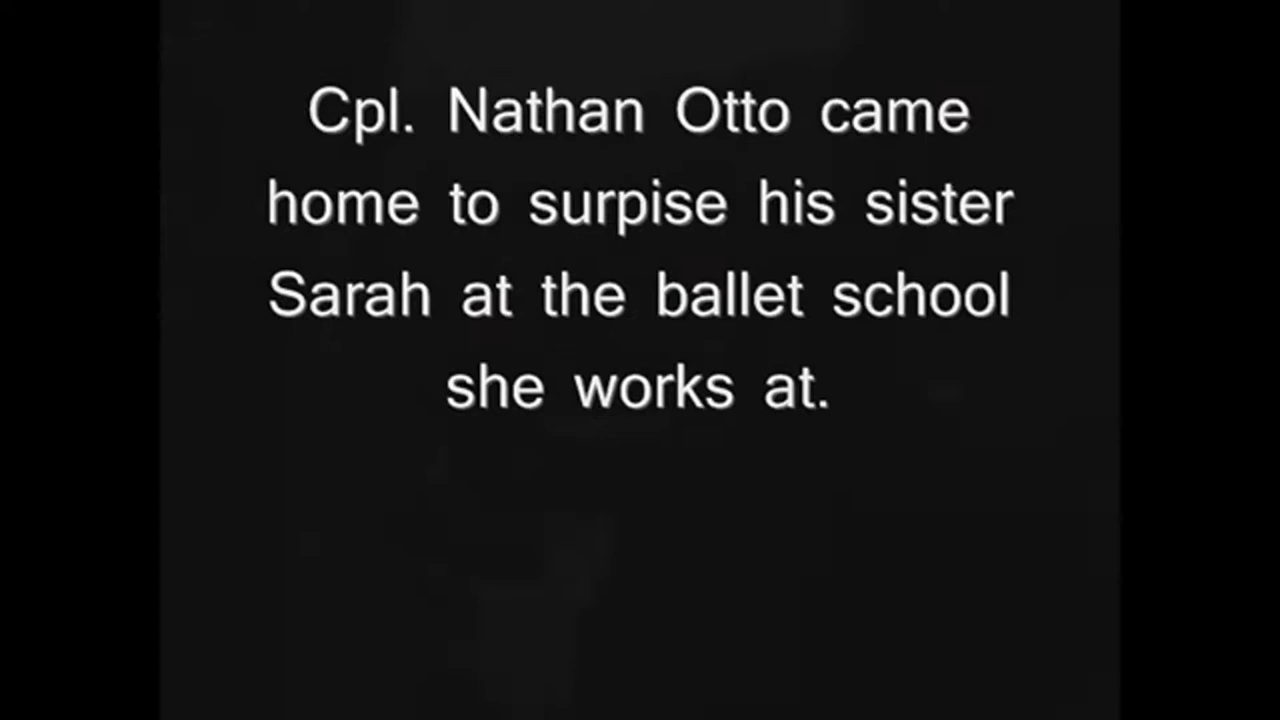 Cpl. Nathan Otto came
home to surpise his sister
Sarah at the ballet school
she works at.